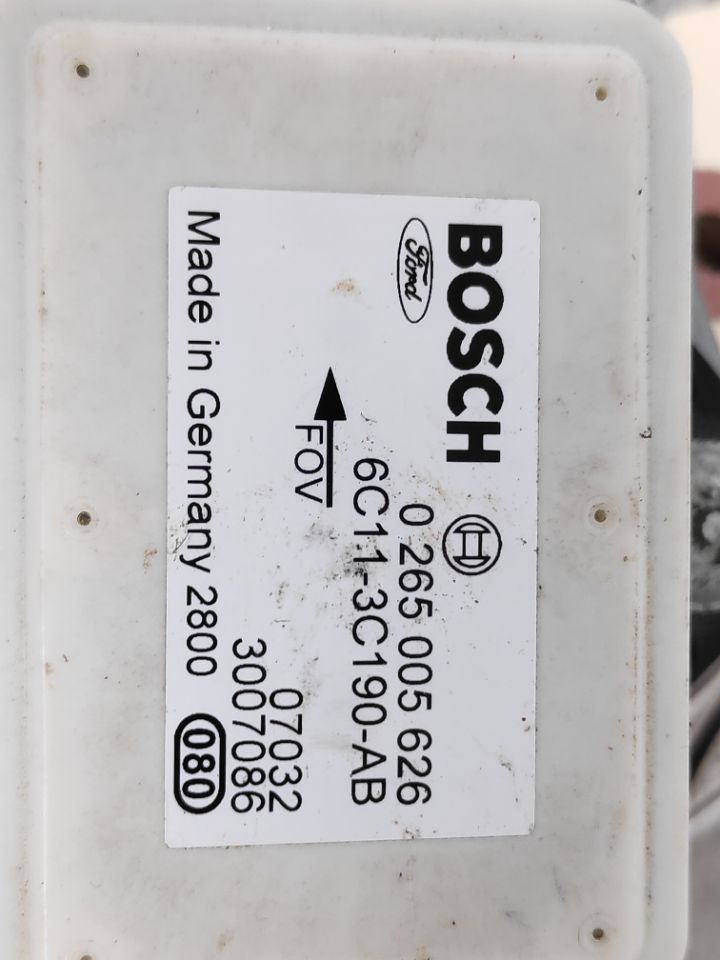 BOSCH
Ford
0 265 005 626
6C11-3C190-AB
FOV
07032
3007086
Made in Germany 2800
080